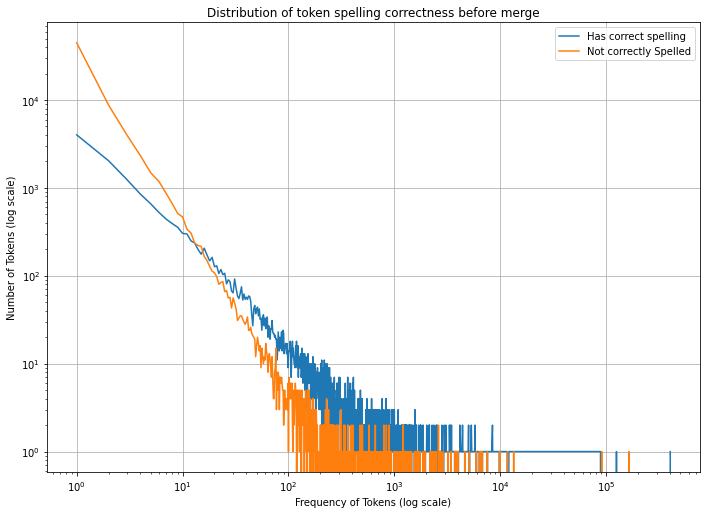 Distribution of token spelling correctness before merge
Has correct spelling
Not correctly Spelled
Number of Tokens (log scale)
10⁴
10³
10²
10¹
10⁰
10⁰ 10¹ 10² 10³ 10⁴ 10⁵
Frequency of Tokens (log scale)